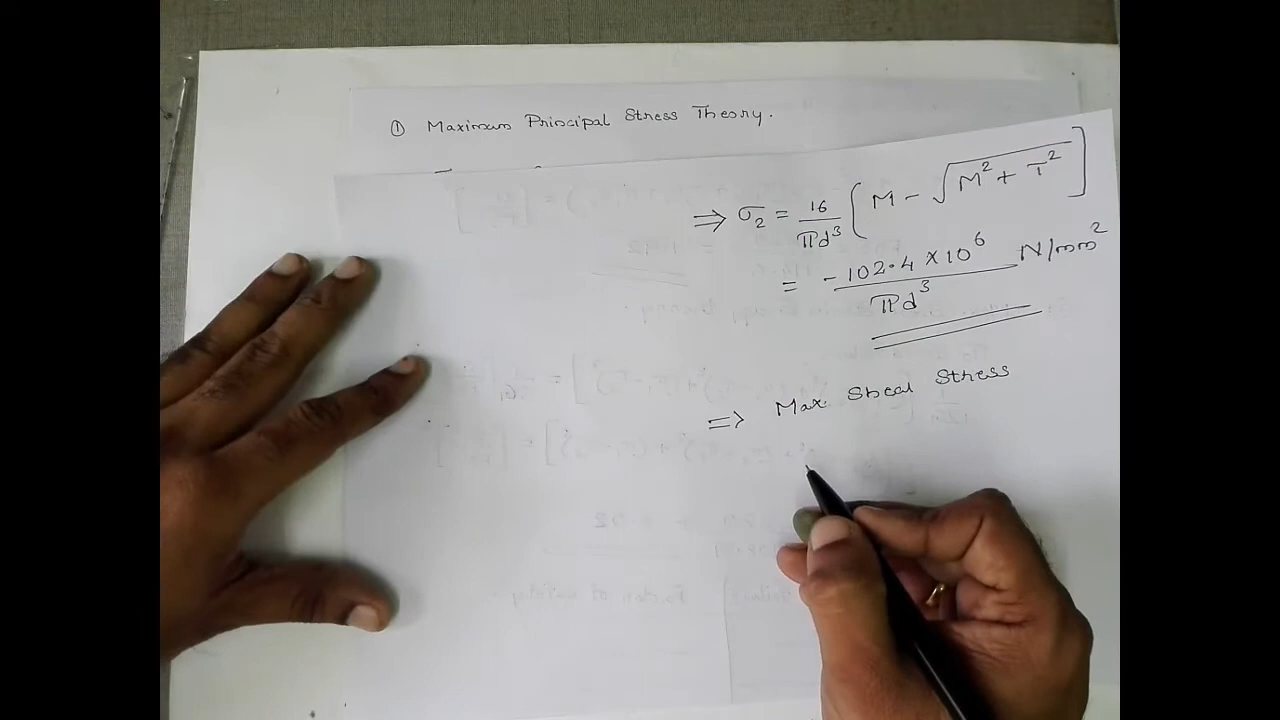 ① Maximum Principal Stress Theory.
⇒ σ₂ = 16/πd³ [ M - √(M² + T²) ]
= -102.4 × 10⁶ / πd³ N/mm²
⇒ Max. Shear Stress